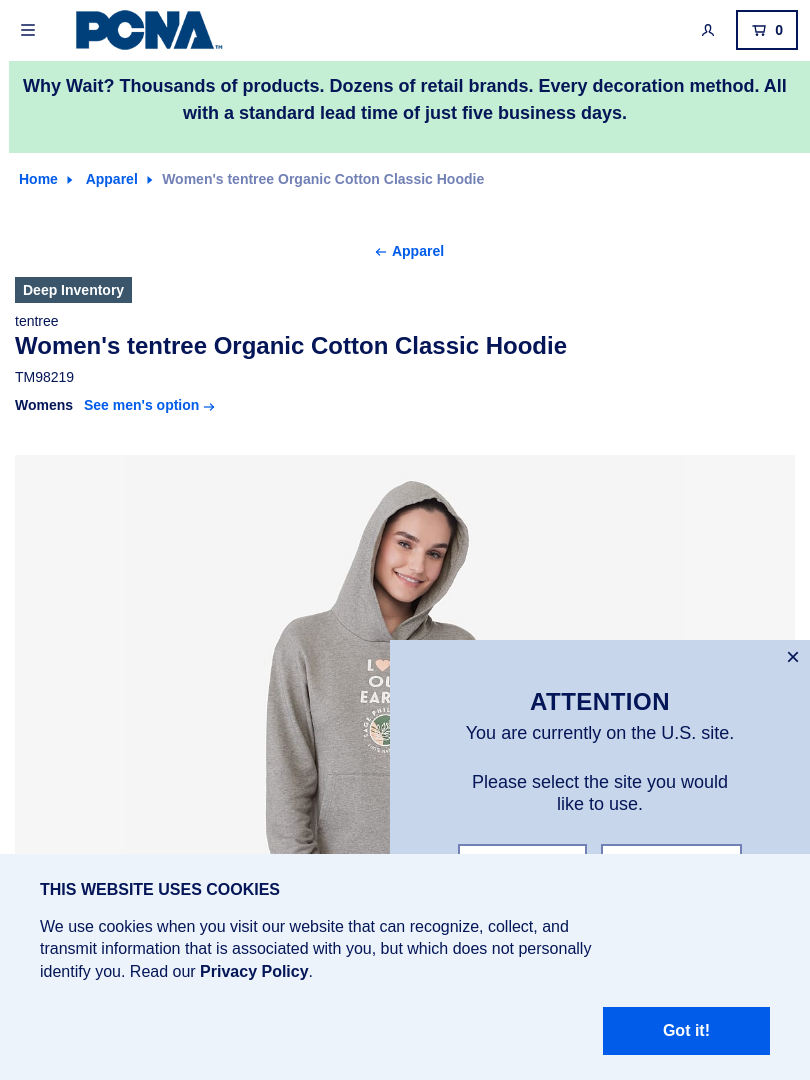 PCNA™
0
Why Wait? Thousands of products. Dozens of retail brands. Every decoration method. All
with a standard lead time of just five business days.
Home Apparel Women's tentree Organic Cotton Classic Hoodie
Apparel
Deep Inventory
tentree
Women's tentree Organic Cotton Classic Hoodie
TM98219
Womens See men's option
ATTENTION
You are currently on the U.S. site.
Please select the site you would
like to use.
THIS WEBSITE USES COOKIES
We use cookies when you visit our website that can recognize, collect, and
transmit information that is associated with you, but which does not personally
identify you. Read our Privacy Policy.
Got it!